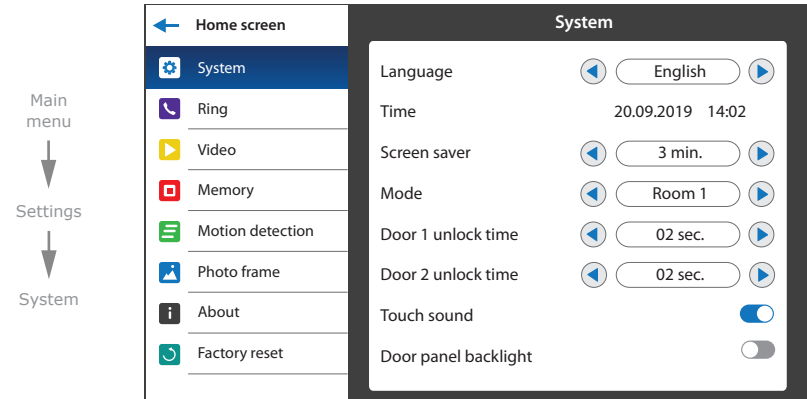 Main
menu
Settings
System
Home screen
System
Ring
Video
Memory
Motion detection
Photo frame
About
Factory reset
System
Language English
Time 20.09.2019 14:02
Screen saver 3 min.
Mode Room 1
Door 1 unlock time 02 sec.
Door 2 unlock time 02 sec.
Touch sound
Door panel backlight